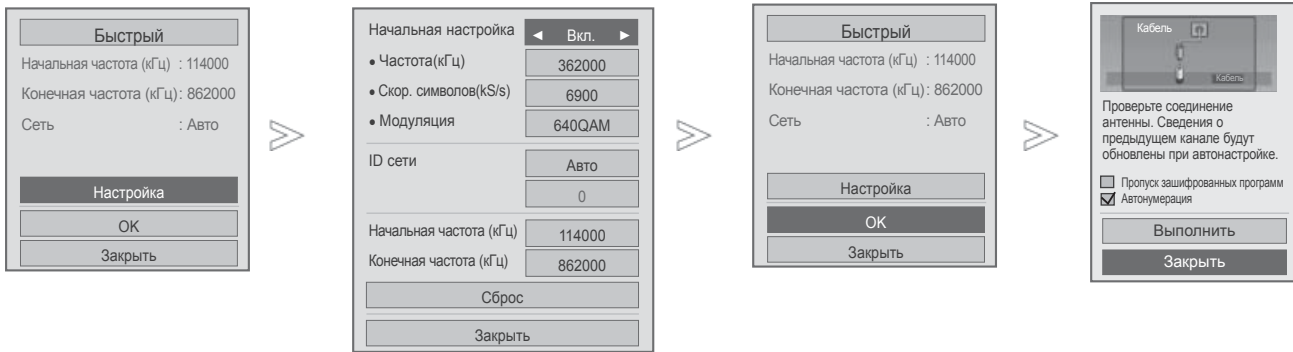 Быстрый
Начальная частота (кГц) : 114000
Конечная частота (кГц) : 862000
Сеть : Авто
Настройка
OK
Закрыть
Начальная настройка ◄ Вкл. ►
• Частота(кГц) 362000
• Скор. символов(kS/s) 6900
• Модуляция 640QAM
ID сети Авто
0
Начальная частота (кГц) 114000
Конечная частота (кГц) 862000
Сброс
Закрыть
Быстрый
Начальная частота (кГц) : 114000
Конечная частота (кГц) : 862000
Сеть : Авто
Настройка
OK
Закрыть
Кабель
Кабель
Проверьте соединение
антенны. Сведения о
предыдущем канале будут
обновлены при автонастройке.
Пропуск зашифрованных программ
Автонумерация
Выполнить
Закрыть